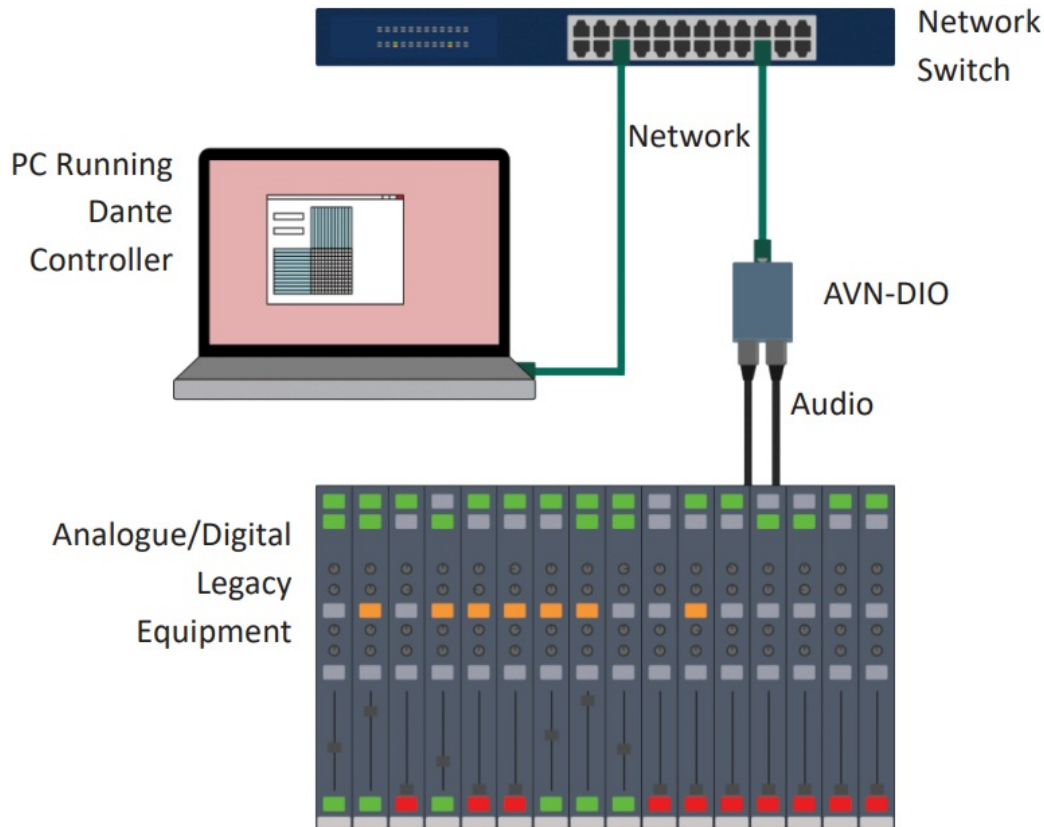 Network
Switch
Network
PC Running
Dante
Controller
AVN-DIO
Audio
Analogue/Digital
Legacy
Equipment